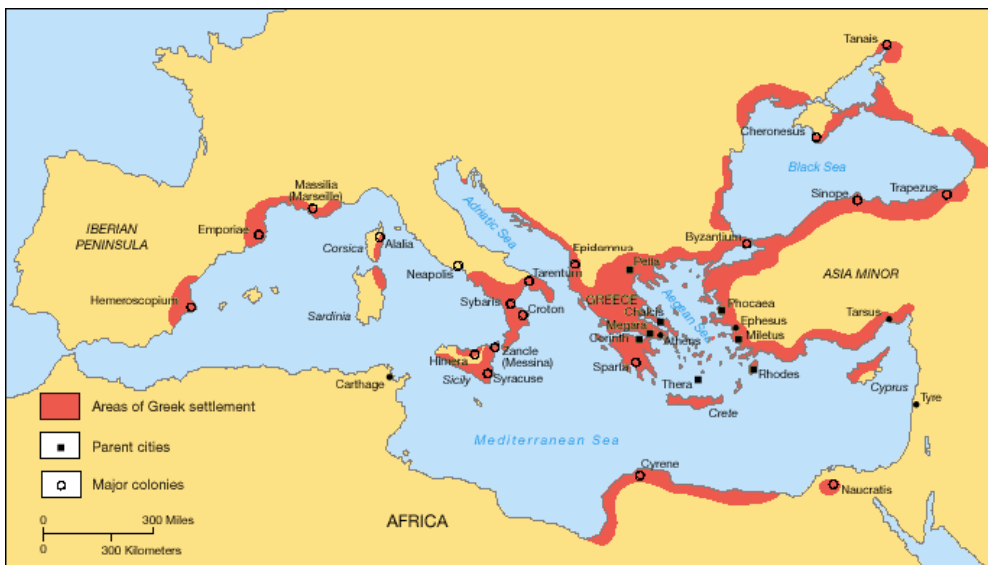 Tanais
Cheronesus
Black Sea
Massilia
(Marseille)
Sinope
Trapezus
IBERIAN
PENINSULA
Emporiae
Adriatic Sea
Corsica
Alalia
Byzantium
Epidamnus
Pella
Neapolis
Tarentum
ASIA MINOR
Hemeroscopium
Sardinia
Sybaris
Croton
GREECE
Aegean Sea
Phocaea
Chalcis
Ephesus
Tarsus
Megara
Miletus
Corinth
Athens
Zancle
(Messina)
Himera
Sparta
Sicily
Syracuse
Rhodes
Carthage
Thera
Cyprus
Areas of Greek settlement
Crete
Tyre
Parent cities
Mediterranean Sea
Cyrene
Major colonies
Naucratis
0 300 Miles
0 300 Kilometers
AFRICA